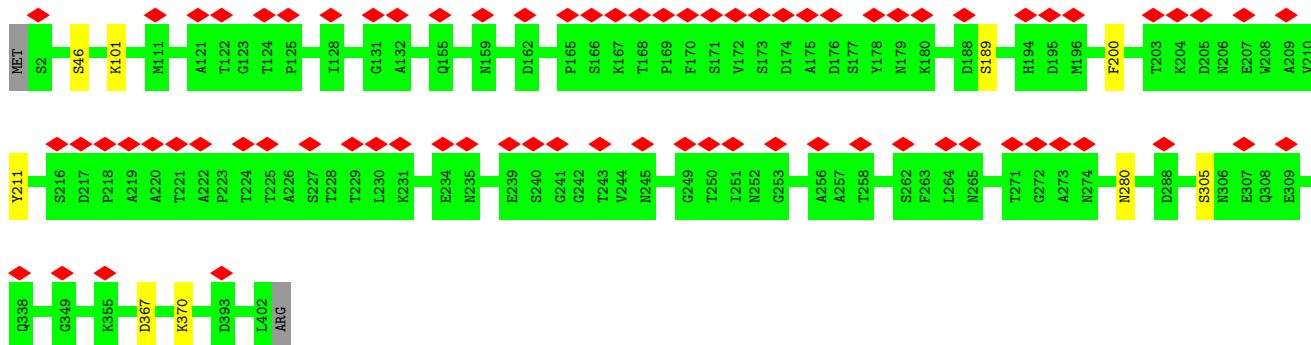 MET S2 S46 K101 M111 A121 T122 G123 T124 P125 I128 G131 A132 Q155 N159 D162 P165 S166 K167 T168 P169 F170 S171 V172 S173 D174 A175 D176 S177 Y178 N179 K180 D188 S189 H194 D195 M196 F200 T203 K204 D205 N206 E207 W208 A209 V210
Y211 S216 D217 P218 A219 A220 T221 A222 P223 T224 T225 A226 S227 T228 T229 L230 K231 E234 N235 E239 S240 G241 G242 T243 V244 N245 G249 T250 I251 N252 G253 A256 A257 T258 S262 F263 L264 N265 T271 G272 A273 N274 N280 D288 S305 N306 E307 Q308 E309
Q338 G349 K355 D367 K370 D393 L402 ARG